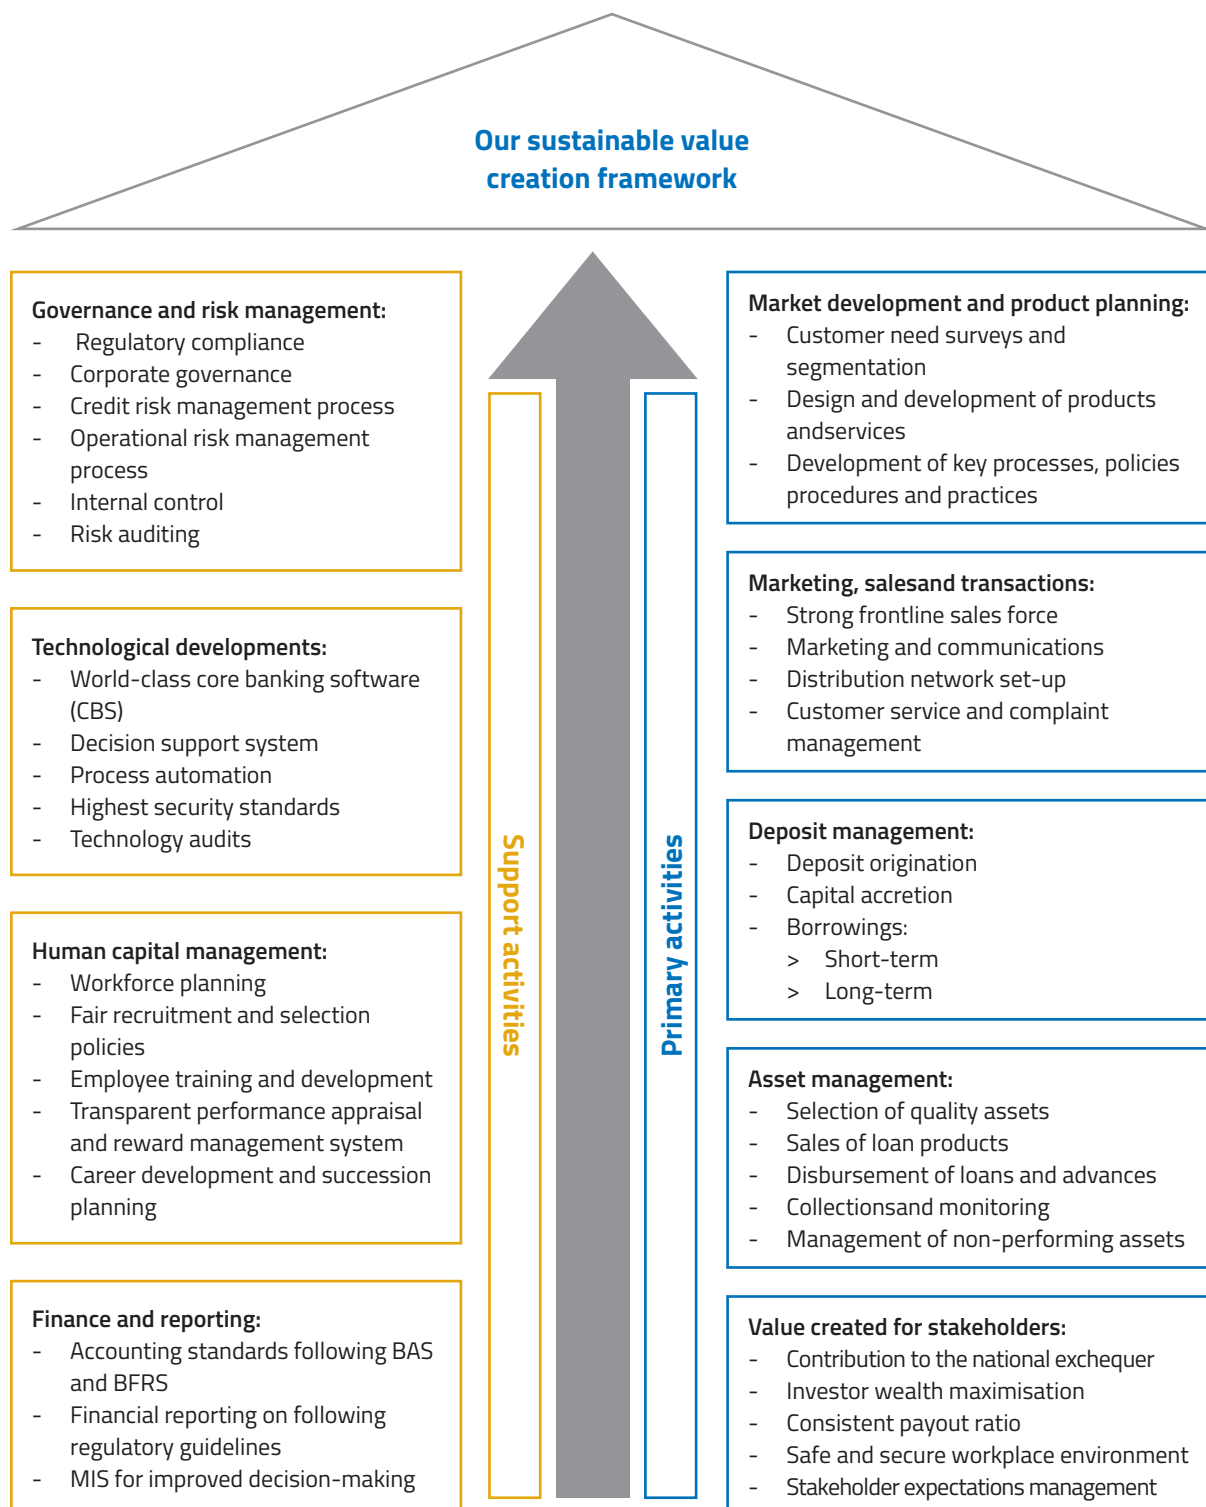 Our sustainable value
creation framework
Governance and risk management:
- Regulatory compliance
- Corporate governance
- Credit risk management process
- Operational risk management
process
- Internal control
- Risk auditing
Technological developments:
- World-class core banking software
(CBS)
- Decision support system
- Process automation
- Highest security standards
- Technology audits
Human capital management:
- Workforce planning
- Fair recruitment and selection
policies
- Employee training and development
- Transparent performance appraisal
and reward management system
- Career development and succession
planning
Finance and reporting:
- Accounting standards following BAS
and BFRS
- Financial reporting on following
regulatory guidelines
- MIS for improved decision-making
Support activities
Primary activities
Market development and product planning:
- Customer need surveys and
segmentation
- Design and development of products
andservices
- Development of key processes, policies
procedures and practices
Marketing, salesand transactions:
- Strong frontline sales force
- Marketing and communications
- Distribution network set-up
- Customer service and complaint
management
Deposit management:
- Deposit origination
- Capital accretion
- Borrowings:
> Short-term
> Long-term
Asset management:
- Selection of quality assets
- Sales of loan products
- Disbursement of loans and advances
- Collectionsand monitoring
- Management of non-performing assets
Value created for stakeholders:
- Contribution to the national exchequer
- Investor wealth maximisation
- Consistent payout ratio
- Safe and secure workplace environment
- Stakeholder expectations management